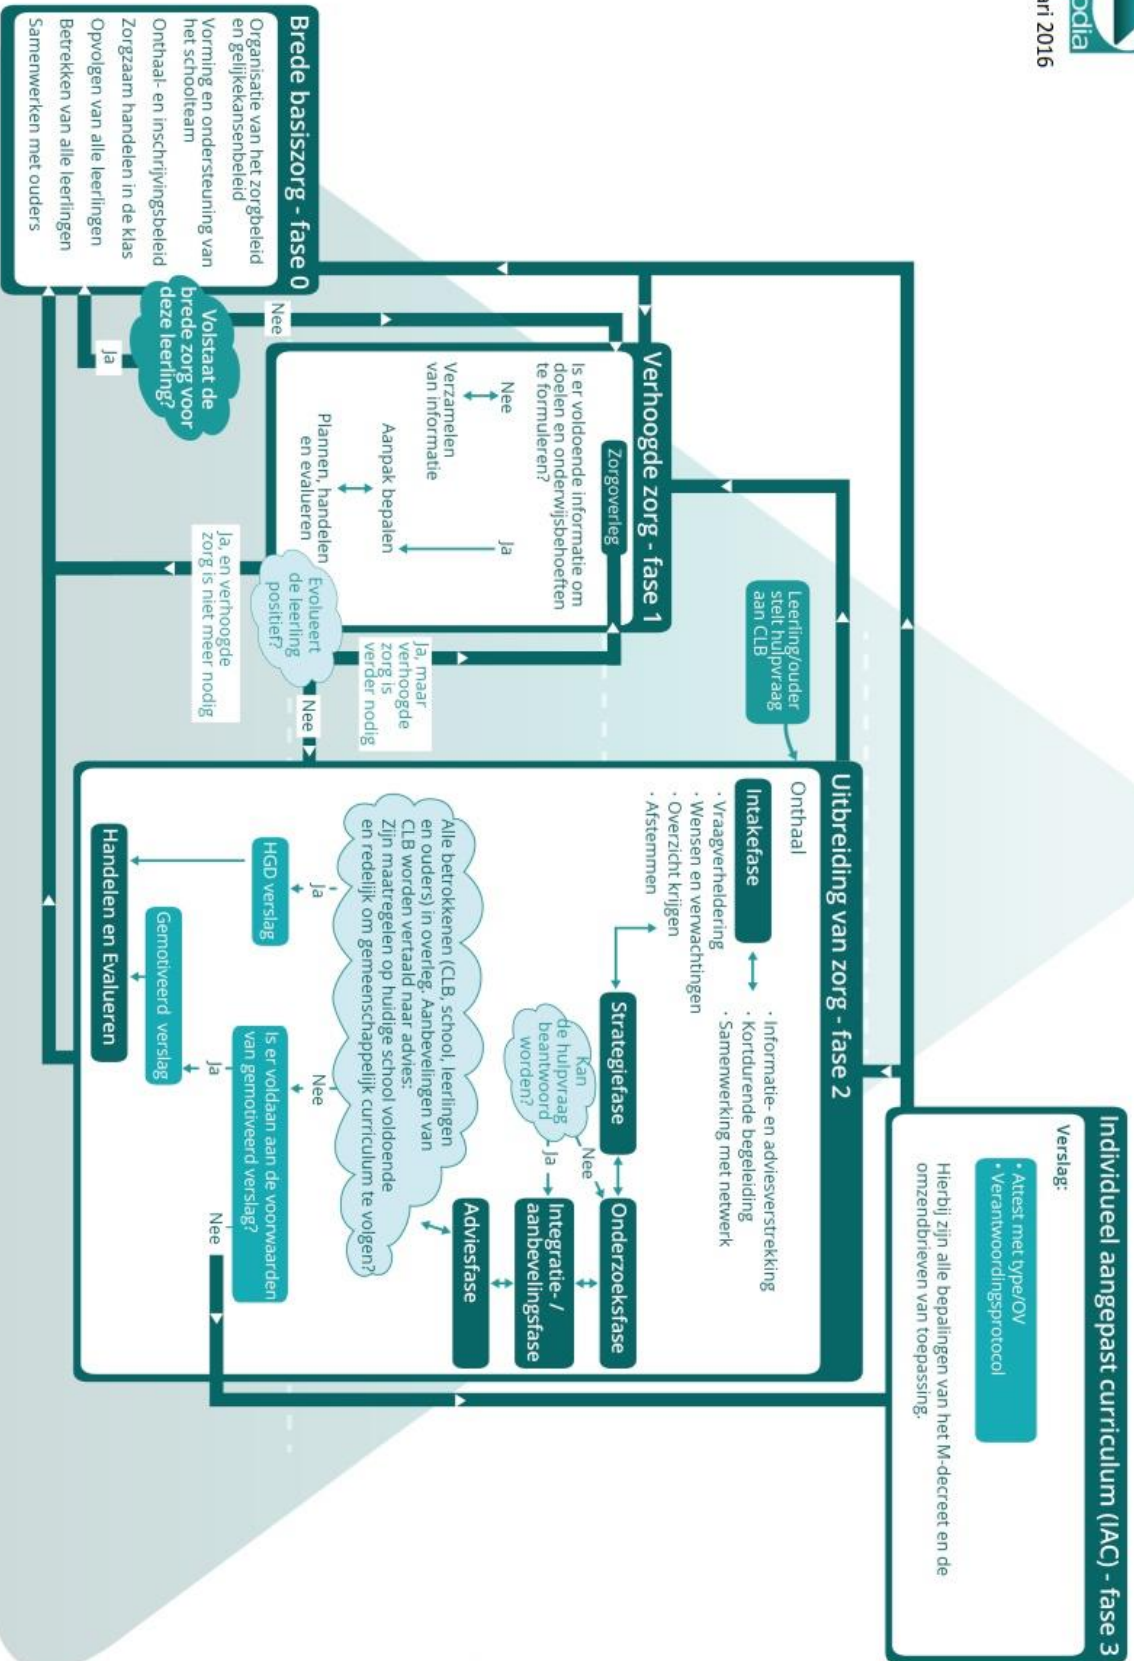 odia
ari 2016
Brede basiszorg - fase 0
Organisatie van het zorgbeleid
en gelijkekansenbeleid
Vorming en ondersteuning van
het schoolteam
Onthaal- en inschrijvingsbeleid
Zorgzaam handelen in de klas
Opvolgen van alle leerlingen
Betrekken van alle leerlingen
Samenwerken met ouders
Volstaat de
brede zorg voor
deze leerling?
Ja
Nee
Verhoogde zorg - fase 1
Zorgoverleg
Is er voldoende informatie om
doelen en onderwijsbehoeften
te formuleren?
Nee
Ja
Verzamelen
van informatie
Aanpak bepalen
Plannen, handelen
en evalueren
Evolueert
de leerling
positief?
Ja, en verhoogde
zorg is niet meer nodig
Ja, maar
verhoogde
zorg is
verder nodig
Nee
Leerling/ouder
stelt hulpvraag
aan CLB
Uitbreiding van zorg - fase 2
Onthaal
Intakefase
· Vraagverheldering
· Wensen en verwachtingen
· Overzicht krijgen
· Afstemmen
· Informatie- en adviesverstrekking
· Kortdurende begeleiding
· Samenwerking met netwerk
Strategiefase
Kan
de hulpvraag
beantwoord
worden?
Nee
Ja
Onderzoeksfase
Integratie- /
aanbevelingsfase
Adviesfase
Alle betrokkenen (CLB, school, leerlingen
en ouders) in overleg. Aanbevelingen van
CLB worden vertaald naar advies:
Zijn maatregelen op huidige school voldoende
en redelijk om gemeenschappelijk curriculum te volgen?
Ja
Nee
HGD verslag
Is er voldaan aan de voorwaarden
van gemotiveerd verslag?
Ja
Nee
Gemotiveerd verslag
Handelen en Evalueren
Individueel aangepast curriculum (IAC) - fase 3
Verslag:
• Attest met type/OV
• Verantwoordingsprotocol
Hierbij zijn alle bepalingen van het M-decreet en de
omzendbrieven van toepassing.